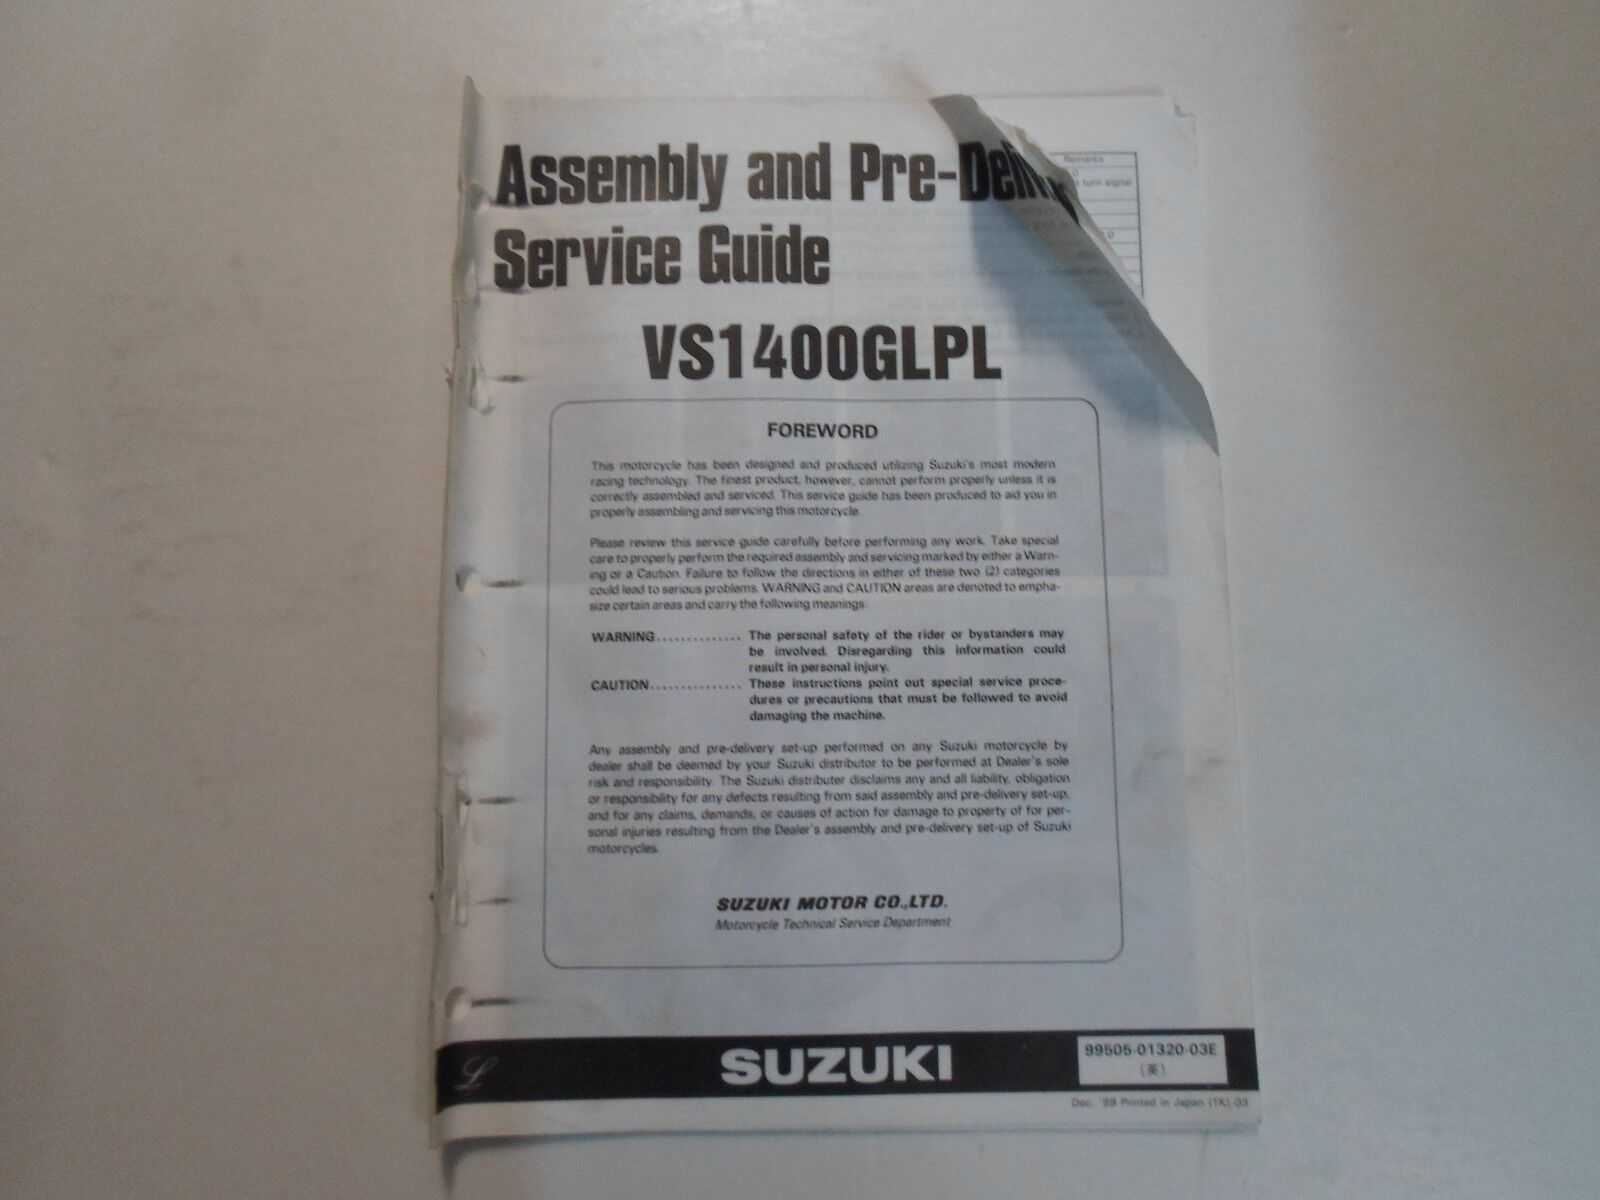 Assembly and Pre-Delivery
Remarks
turn signal
Service Guide
VS1400GLPL
FOREWORD
This motorcycle has been designed and produced utilizing Suzuki's most modern
racing technology. The finest product, however, cannot perform properly unless it is
correctly assembled and serviced. This service guide has been produced to aid you in
properly assembling and servicing this motorcycle.
Please review this service guide carefully before performing any work. Take special
care to properly perform the required assembly and servicing marked by either a Warn-
ing or a Caution. Failure to follow the directions in either of these two (2) categories
could lead to serious problems. WARNING and CAUTION areas are denoted to empha-
size certain areas and carry the following meanings.
WARNING.............. The personal safety of the rider or bystanders may
be involved. Disregarding this information could
result in personal injury.
CAUTION............... These instructions point out special service proce-
dures or precautions that must be followed to avoid
damaging the machine.
Any assembly and pre-delivery set-up performed on any Suzuki motorcycle by
dealer shall be deemed by your Suzuki distributor to be performed at Dealer's sole
risk and responsibility. The Suzuki distributer disclaims any and all liability, obligation
or responsibility for any defects resulting from said assembly and pre-delivery set-up,
and for any claims, demands, or causes of action for damage to property of for per-
sonal injuries resulting from the Dealer's assembly and pre-delivery set-up of Suzuki
motorcycles.
SUZUKI MOTOR CO.,LTD.
Motorcycle Technical Service Department
L
SUZUKI
99505-01320-03E
(英)
Dec. '89 Printed in Japan (TK) 03